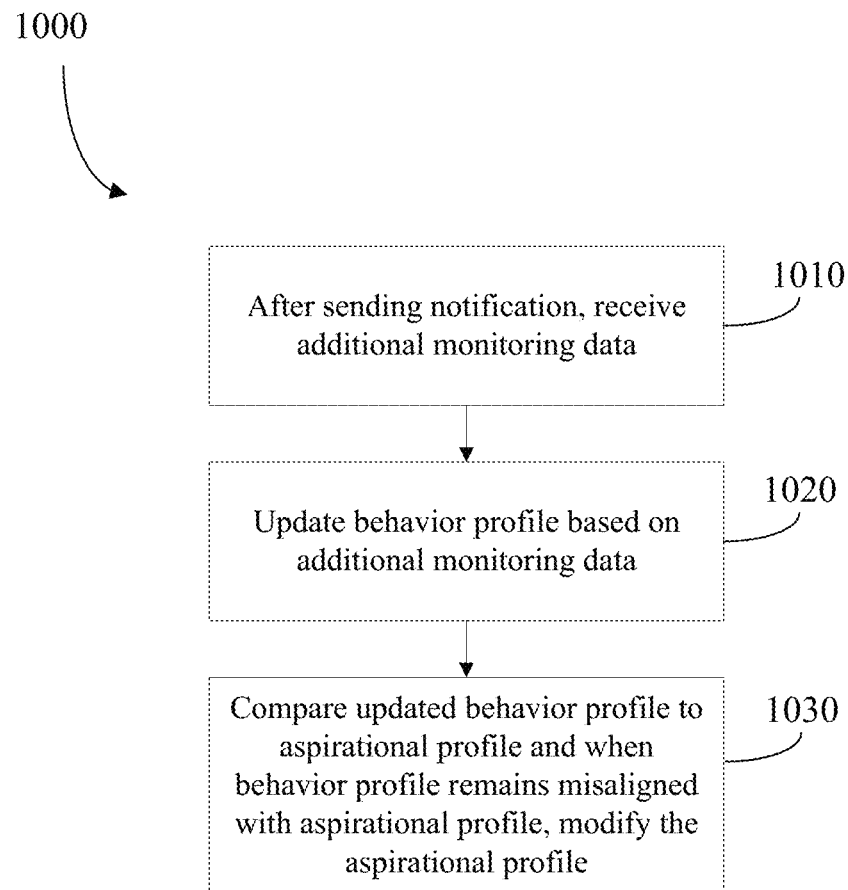 1000
After sending notification, receive
additional monitoring data
1010
Update behavior profile based on
additional monitoring data
1020
Compare updated behavior profile to
aspirational profile and when
behavior profile remains misaligned
with aspirational profile, modify the
aspirational profile
1030